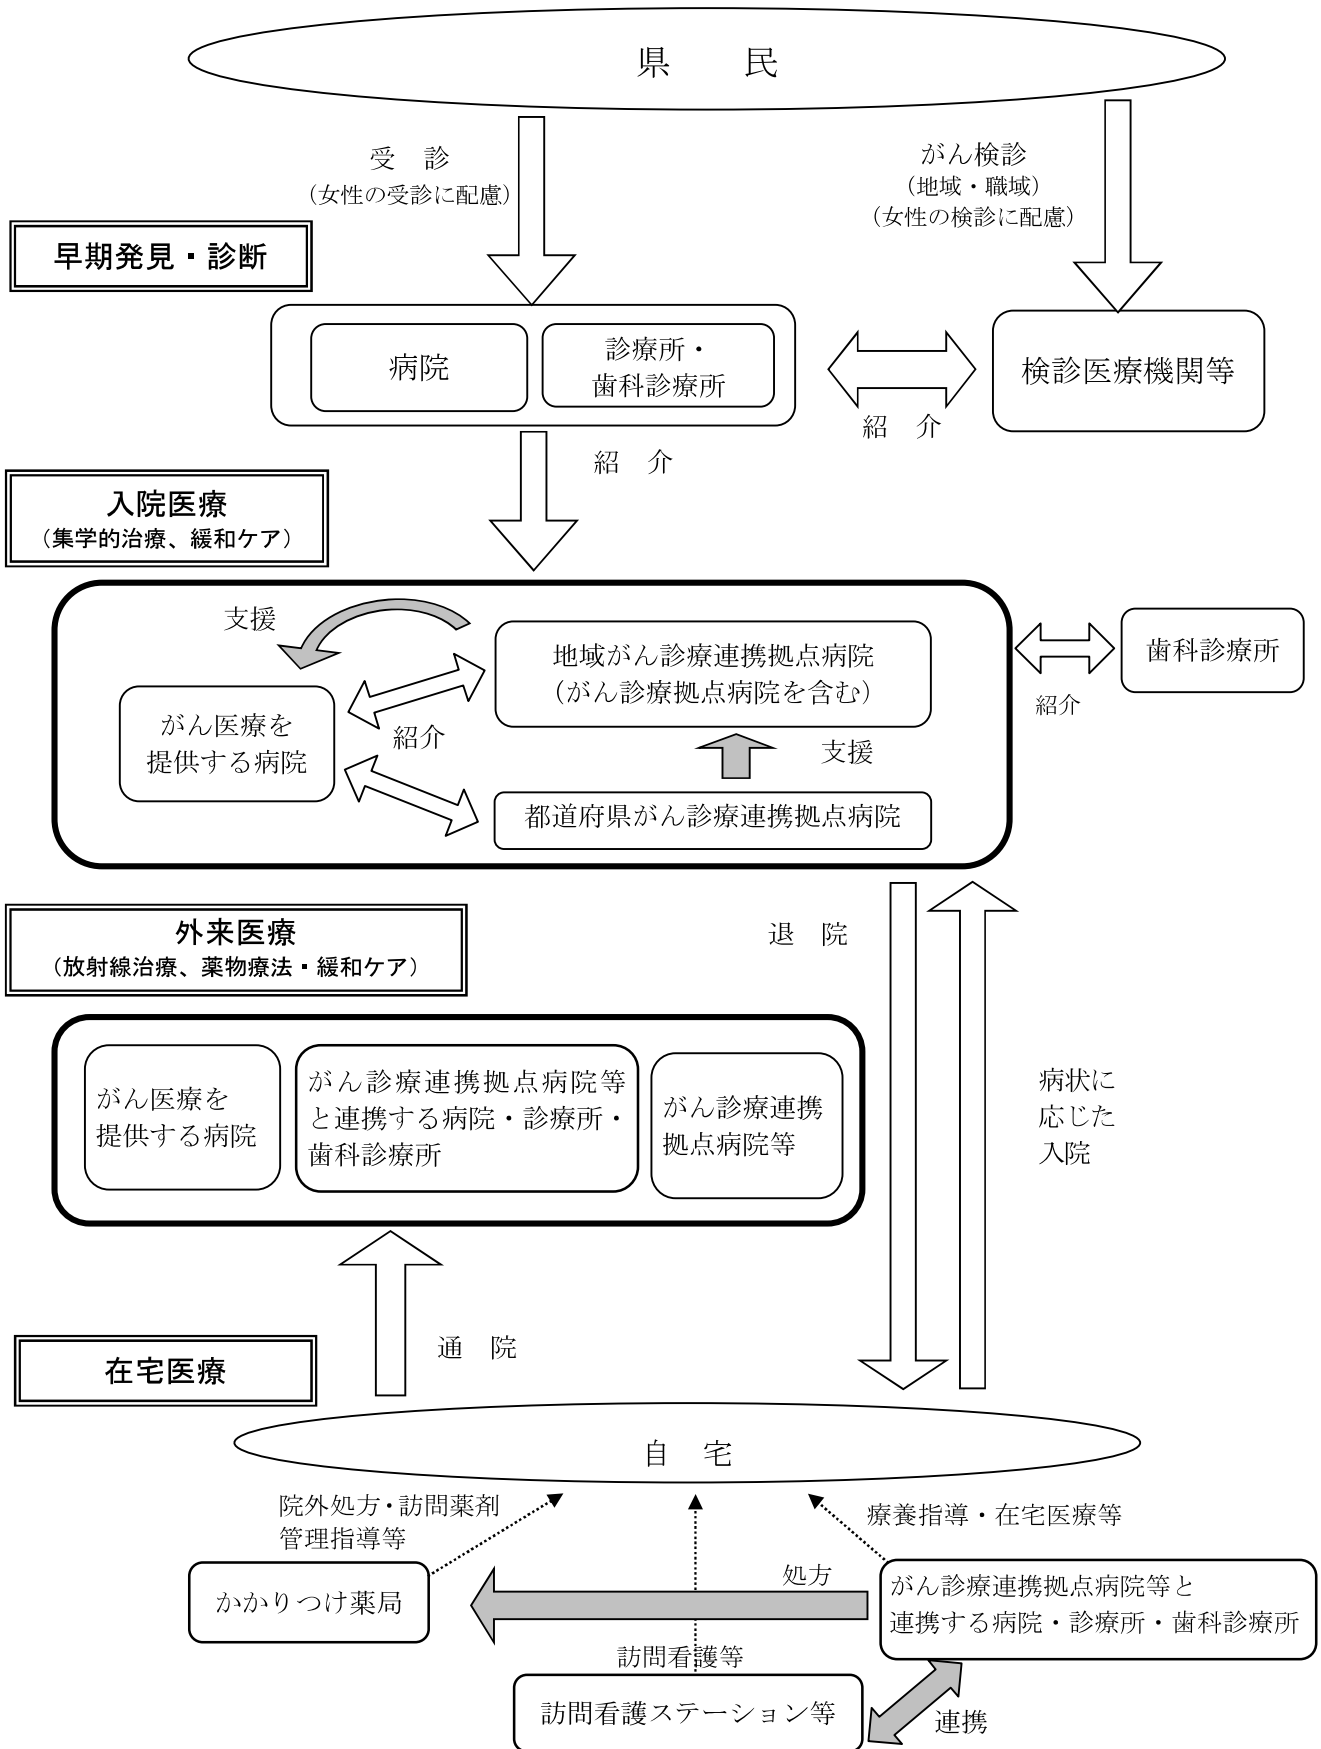 県　民
受　診
（女性の受診に配慮）
がん検診
（地域・職域）
（女性の検診に配慮）
早期発見・診断
病院
診療所・
歯科診療所
検診医療機関等
紹　介
紹　介
入院医療
（集学的治療、緩和ケア）
支援
地域がん診療連携拠点病院
（がん診療拠点病院を含む）
歯科診療所
紹介
がん医療を
提供する病院
紹介
支援
都道府県がん診療連携拠点病院
外来医療
（放射線治療、薬物療法・緩和ケア）
退　院
がん医療を
提供する病院
がん診療連携拠点病院等
と連携する病院・診療所・
歯科診療所
がん診療連携
拠点病院等
病状に
応じた
入院
通　院
在宅医療
自　宅
院外処方・訪問薬剤
管理指導等
療養指導・在宅医療等
かかりつけ薬局
処方
がん診療連携拠点病院等と
連携する病院・診療所・歯科診療所
訪問看護等
訪問看護ステーション等
連携